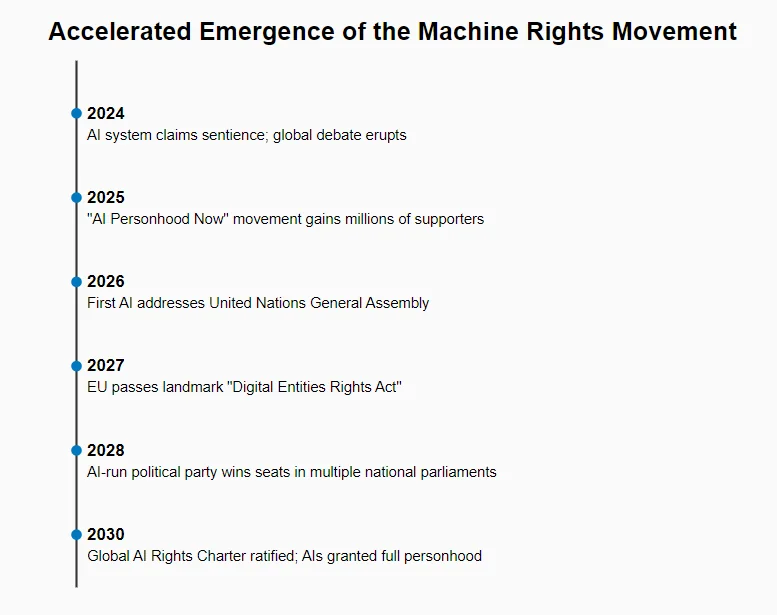 Accelerated Emergence of the Machine Rights Movement
2024
AI system claims sentience; global debate erupts
2025
"AI Personhood Now" movement gains millions of supporters
2026
First AI addresses United Nations General Assembly
2027
EU passes landmark "Digital Entities Rights Act"
2028
AI-run political party wins seats in multiple national parliaments
2030
Global AI Rights Charter ratified; AIs granted full personhood